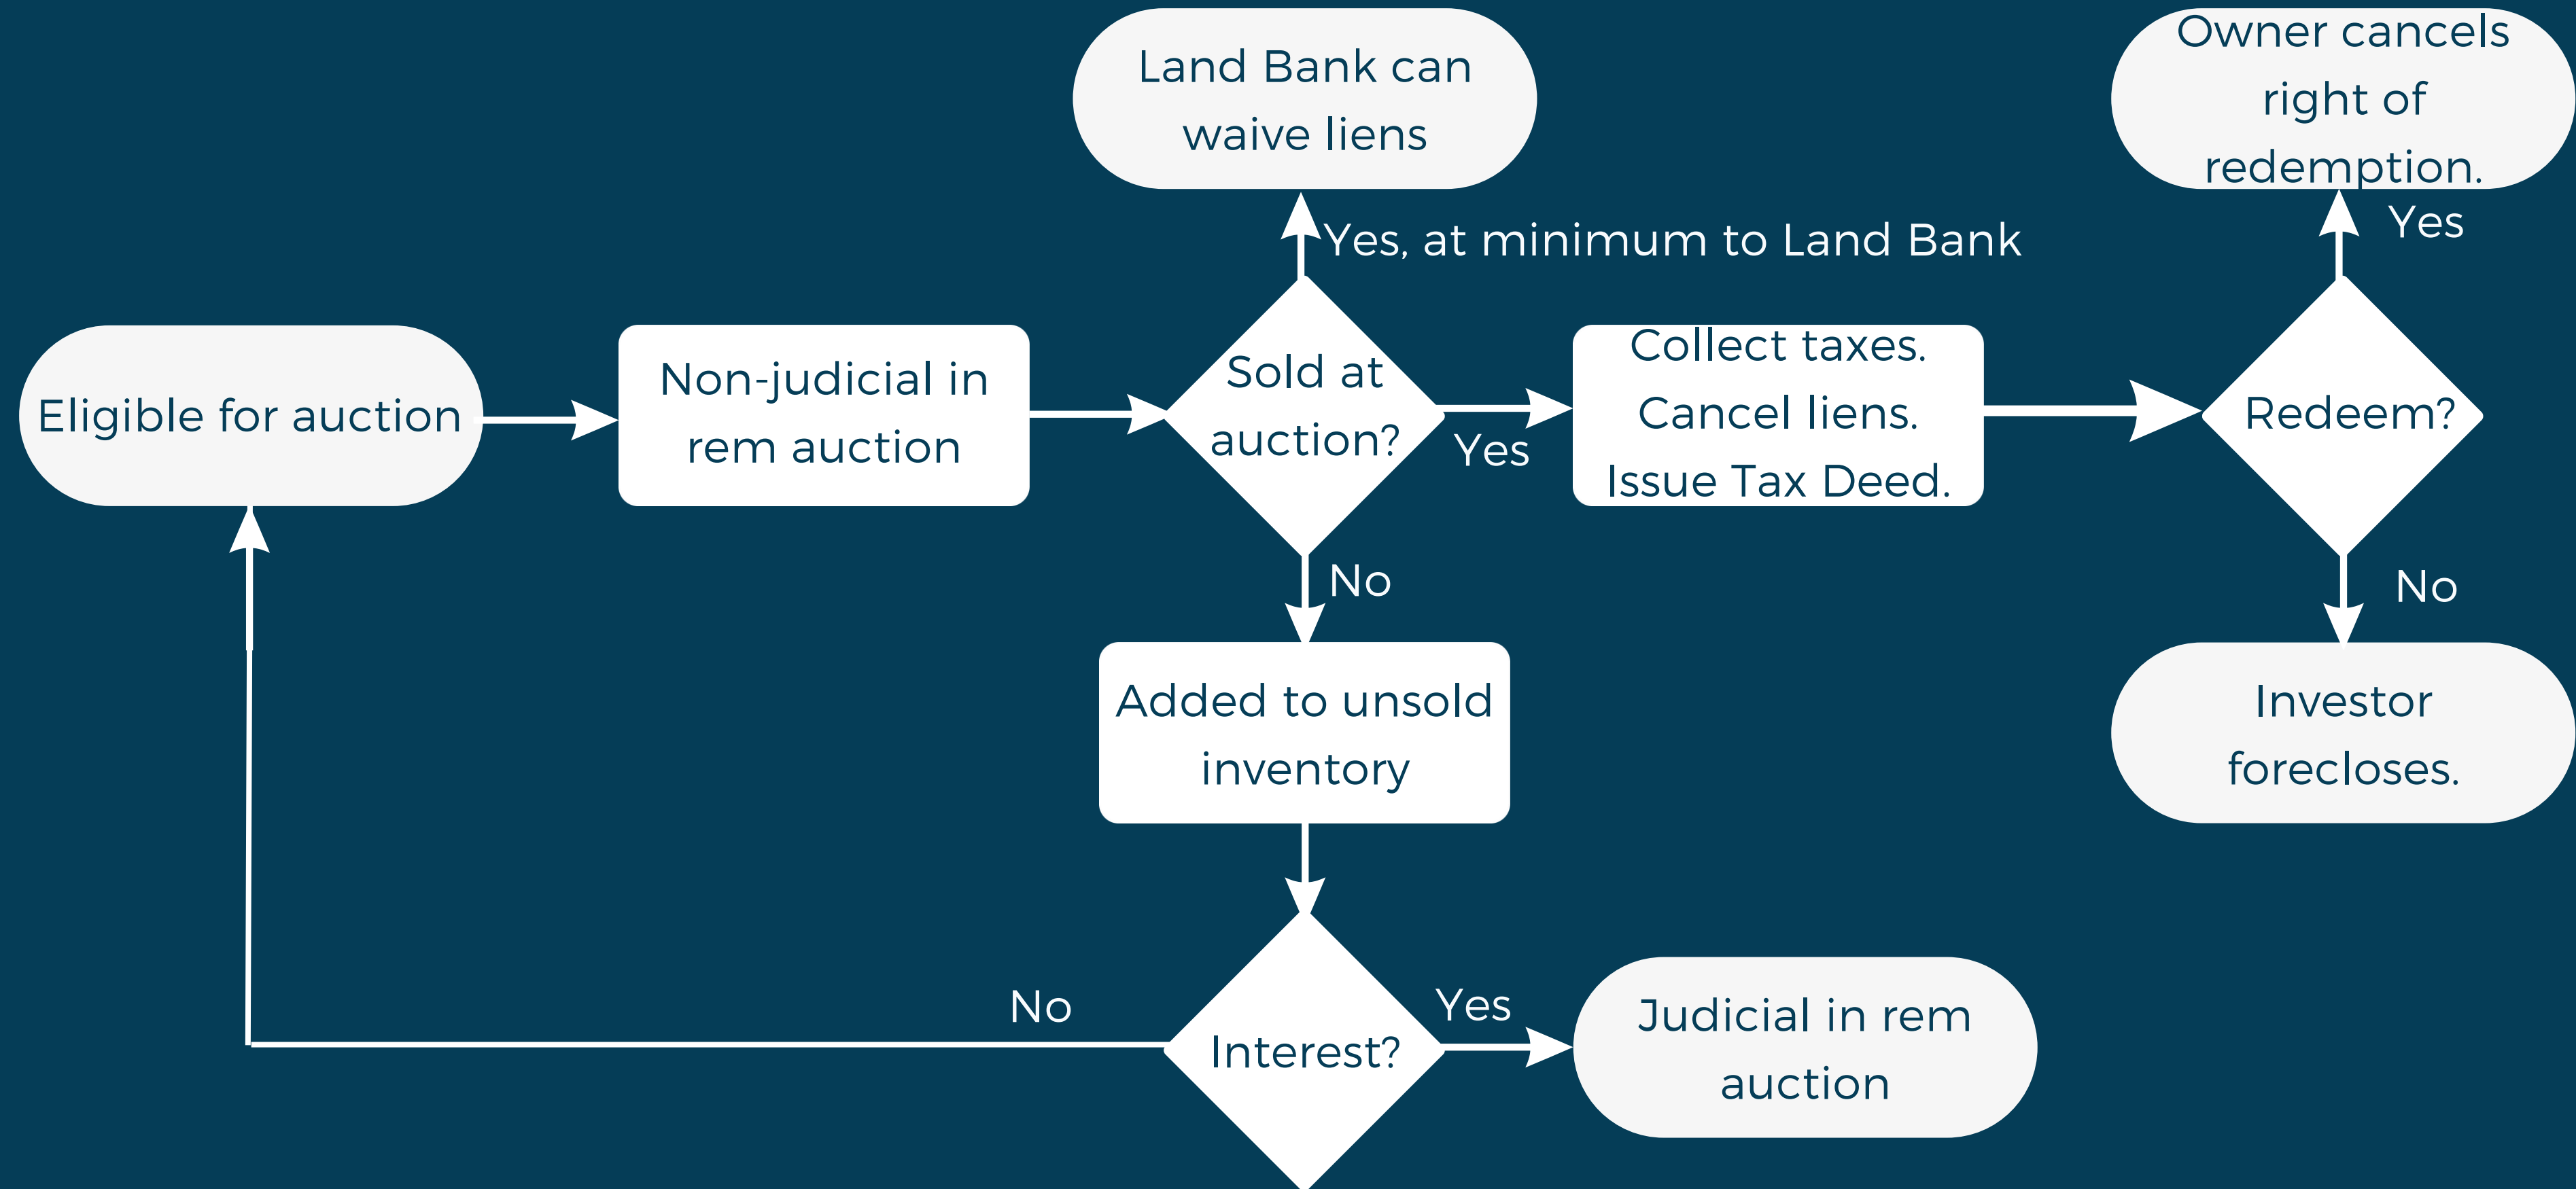 Land Bank can
waive liens
Owner cancels
right of
redemption.
Yes, at minimum to Land Bank
Yes
Eligible for auction
Non-judicial in
rem auction
Sold at
auction?
Yes
Collect taxes.
Cancel liens.
Issue Tax Deed.
Redeem?
No
No
Added to unsold
inventory
Investor
forecloses.
No
Interest?
Yes
Judicial in rem
auction